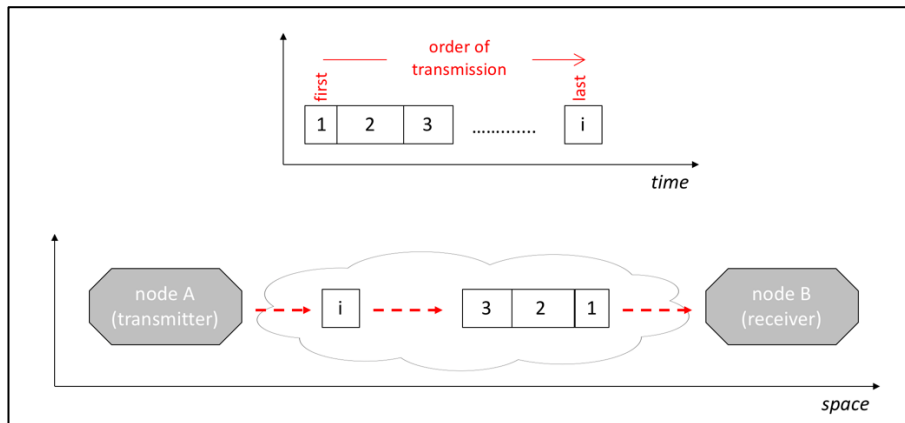 order of
transmission
first
last
1 2 3 ............. i
time
node A
(transmitter)
i
3 2 1
node B
(receiver)
space